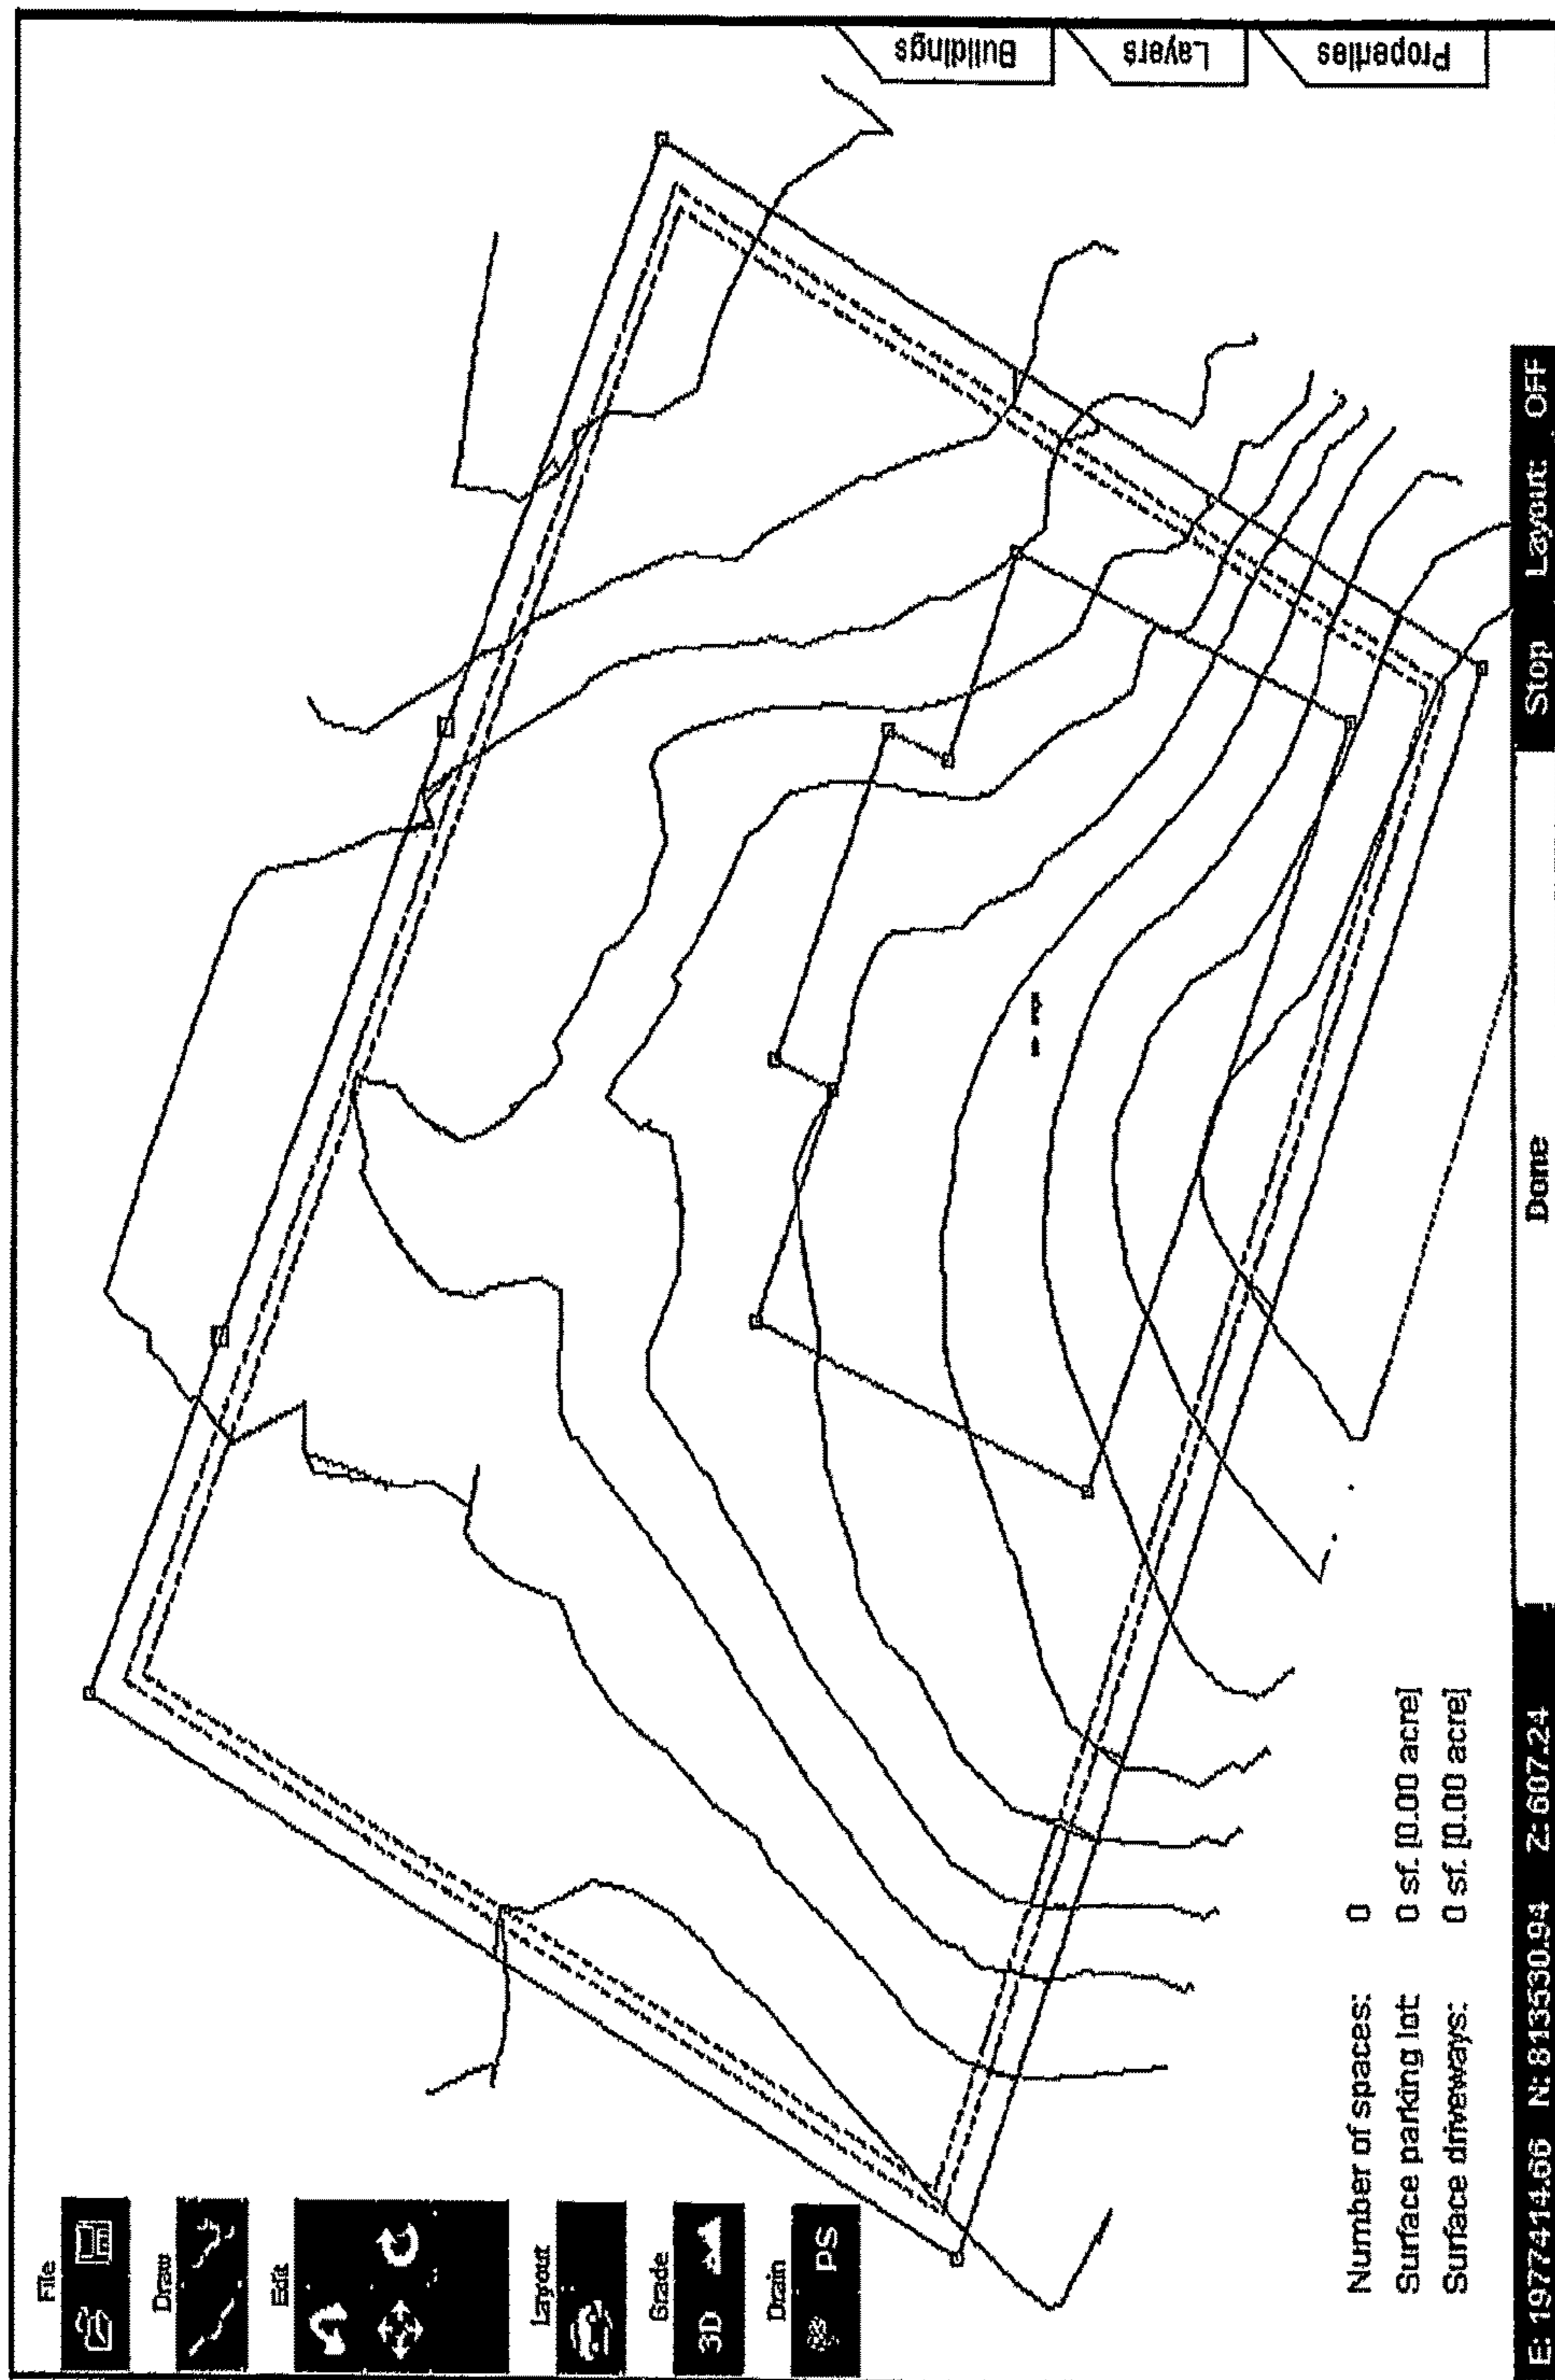 File
Draw
Edit
Layout
Grade
3D
Drain
PS
Buildings
Layers
Properties
Number of spaces: 0
Surface parking lot: 0 sf. [0.00 acre]
Surface driveways: 0 sf. [0.00 acre]
E: 1977414.66 N: 813530.94 Z: 607.24
Done
Stop Layout: OFF